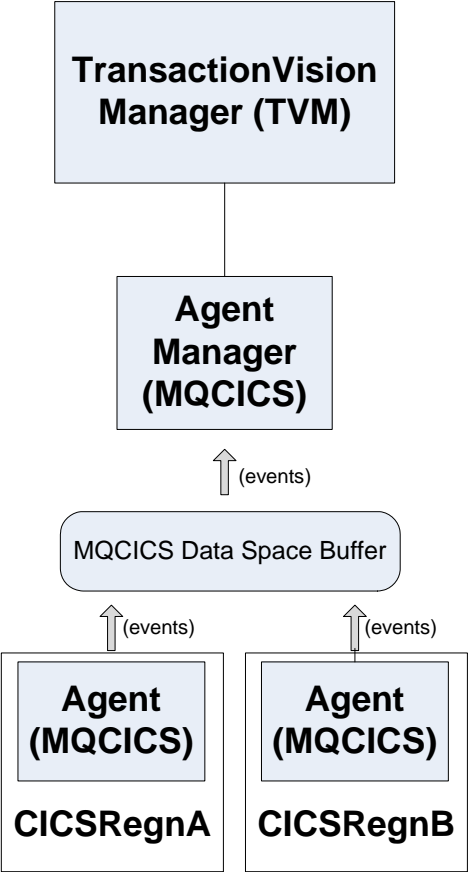 TransactionVision
Manager (TVM)
Agent
Manager
(MQCICS)
(events)
MQCICS Data Space Buffer
(events)
(events)
Agent
(MQCICS)
CICSRegnA
Agent
(MQCICS)
CICSRegnB